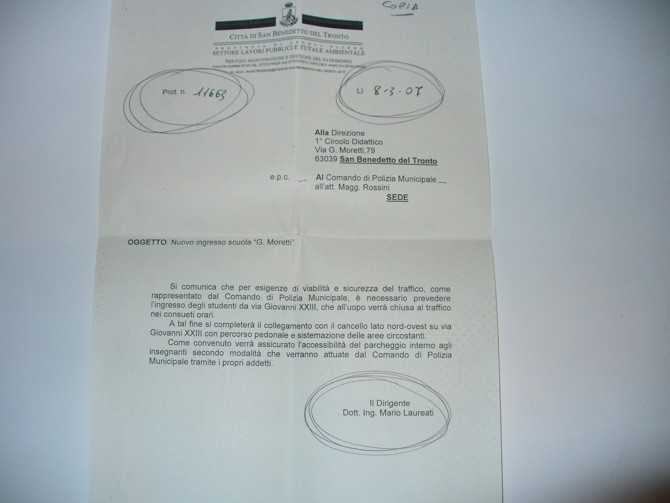 COPIA
CITTÀ DI SAN BENEDETTO DEL TRONTO
PROVINCIA DI ASCOLI PICENO
SETTORE LAVORI PUBBLICI E TUTELA AMBIENTALE
Prot. n. 11663
lì 8-3-07
Alla Direzione
1° Circolo Didattico
Via G. Moretti,79
63039 San Benedetto del Tronto
e.p.c. Al Comando di Polizia Municipale
all'att. Magg. Rossini
SEDE
OGGETTO: Nuovo ingresso scuola "G. Moretti"
Si comunica che per esigenze di viabilità e sicurezza del traffico, come
rappresentato dal Comando di Polizia Municipale, è necessario prevedere
l'ingresso degli studenti da via Giovanni XXIII, che all'uopo verrà chiusa al traffico
nei consueti orari.
A tal fine si completerà il collegamento con il cancello lato nord-ovest su via
Giovanni XXIII con percorso pedonale e sistemazione delle aree circostanti.
Come convenuto verrà assicurato l'accessibilità del parcheggio interno agli
insegnanti secondo modalità che verranno attuate dal Comando di Polizia
Municipale tramite i propri addetti.
Il Dirigente
Dott. Ing. Mario Laureati